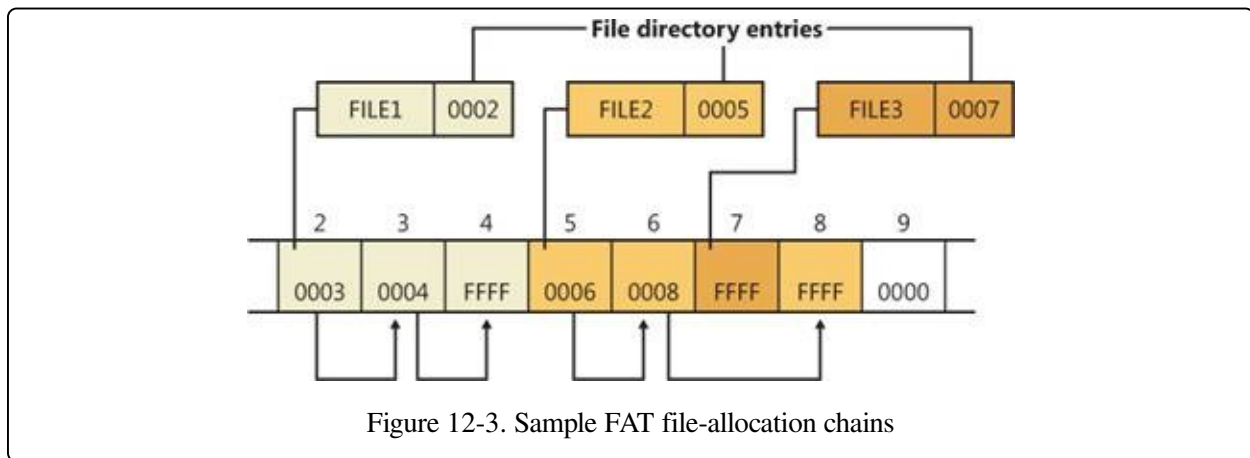 File directory entries
FILE1 0002 FILE2 0005 FILE3 0007
2 3 4 5 6 7 8 9
0003 0004 FFFF 0006 0008 FFFF FFFF 0000
Figure 12-3. Sample FAT file-allocation chains